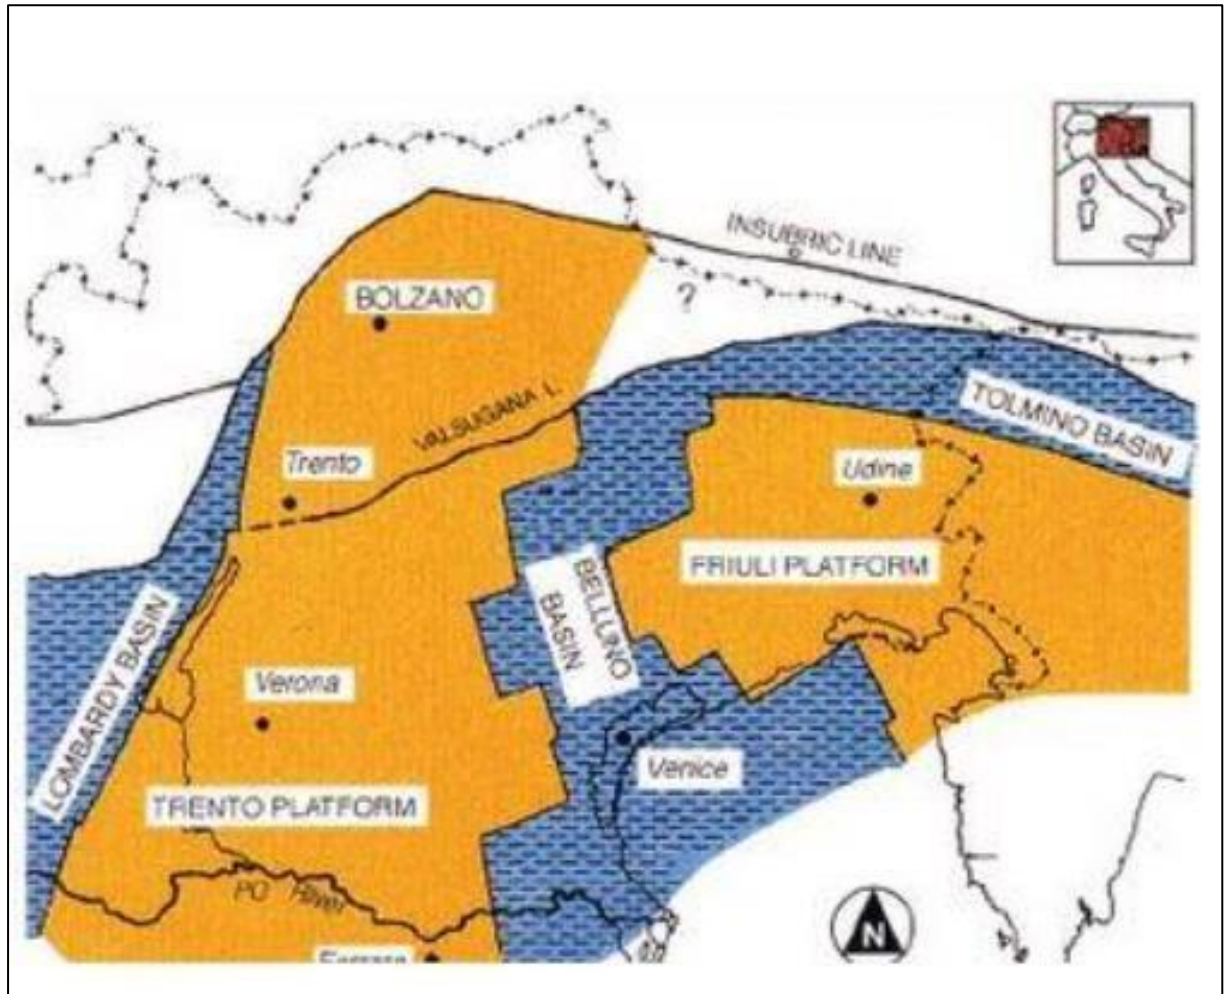 INSUBRIC LINE
BOLZANO
?
VALSUGANA L.
TOLMINO BASIN
Trento
Udine
BELLUNO
BASIN
FRIULI PLATFORM
LOMBARDY BASIN
Verona
Venice
TRENTO PLATFORM
PO River
Ferrara
N